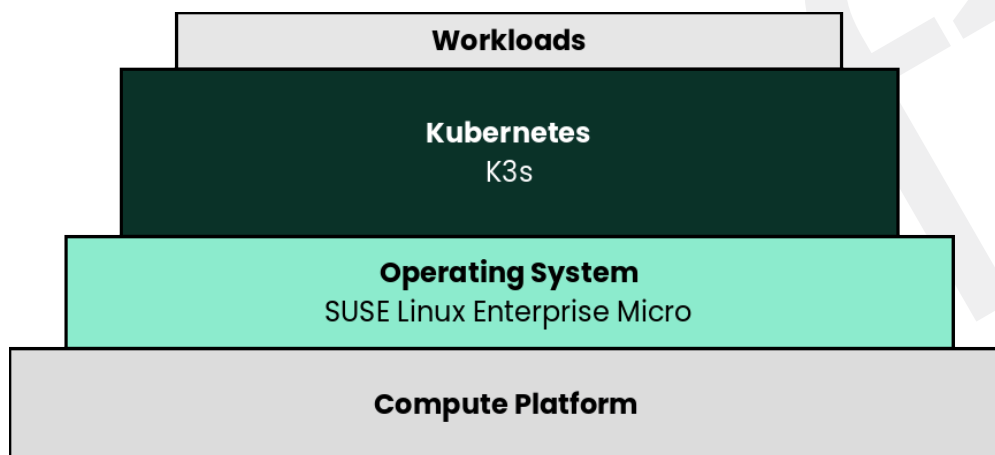 Workloads
Kubernetes
K3s
Operating System
SUSE Linux Enterprise Micro
Compute Platform